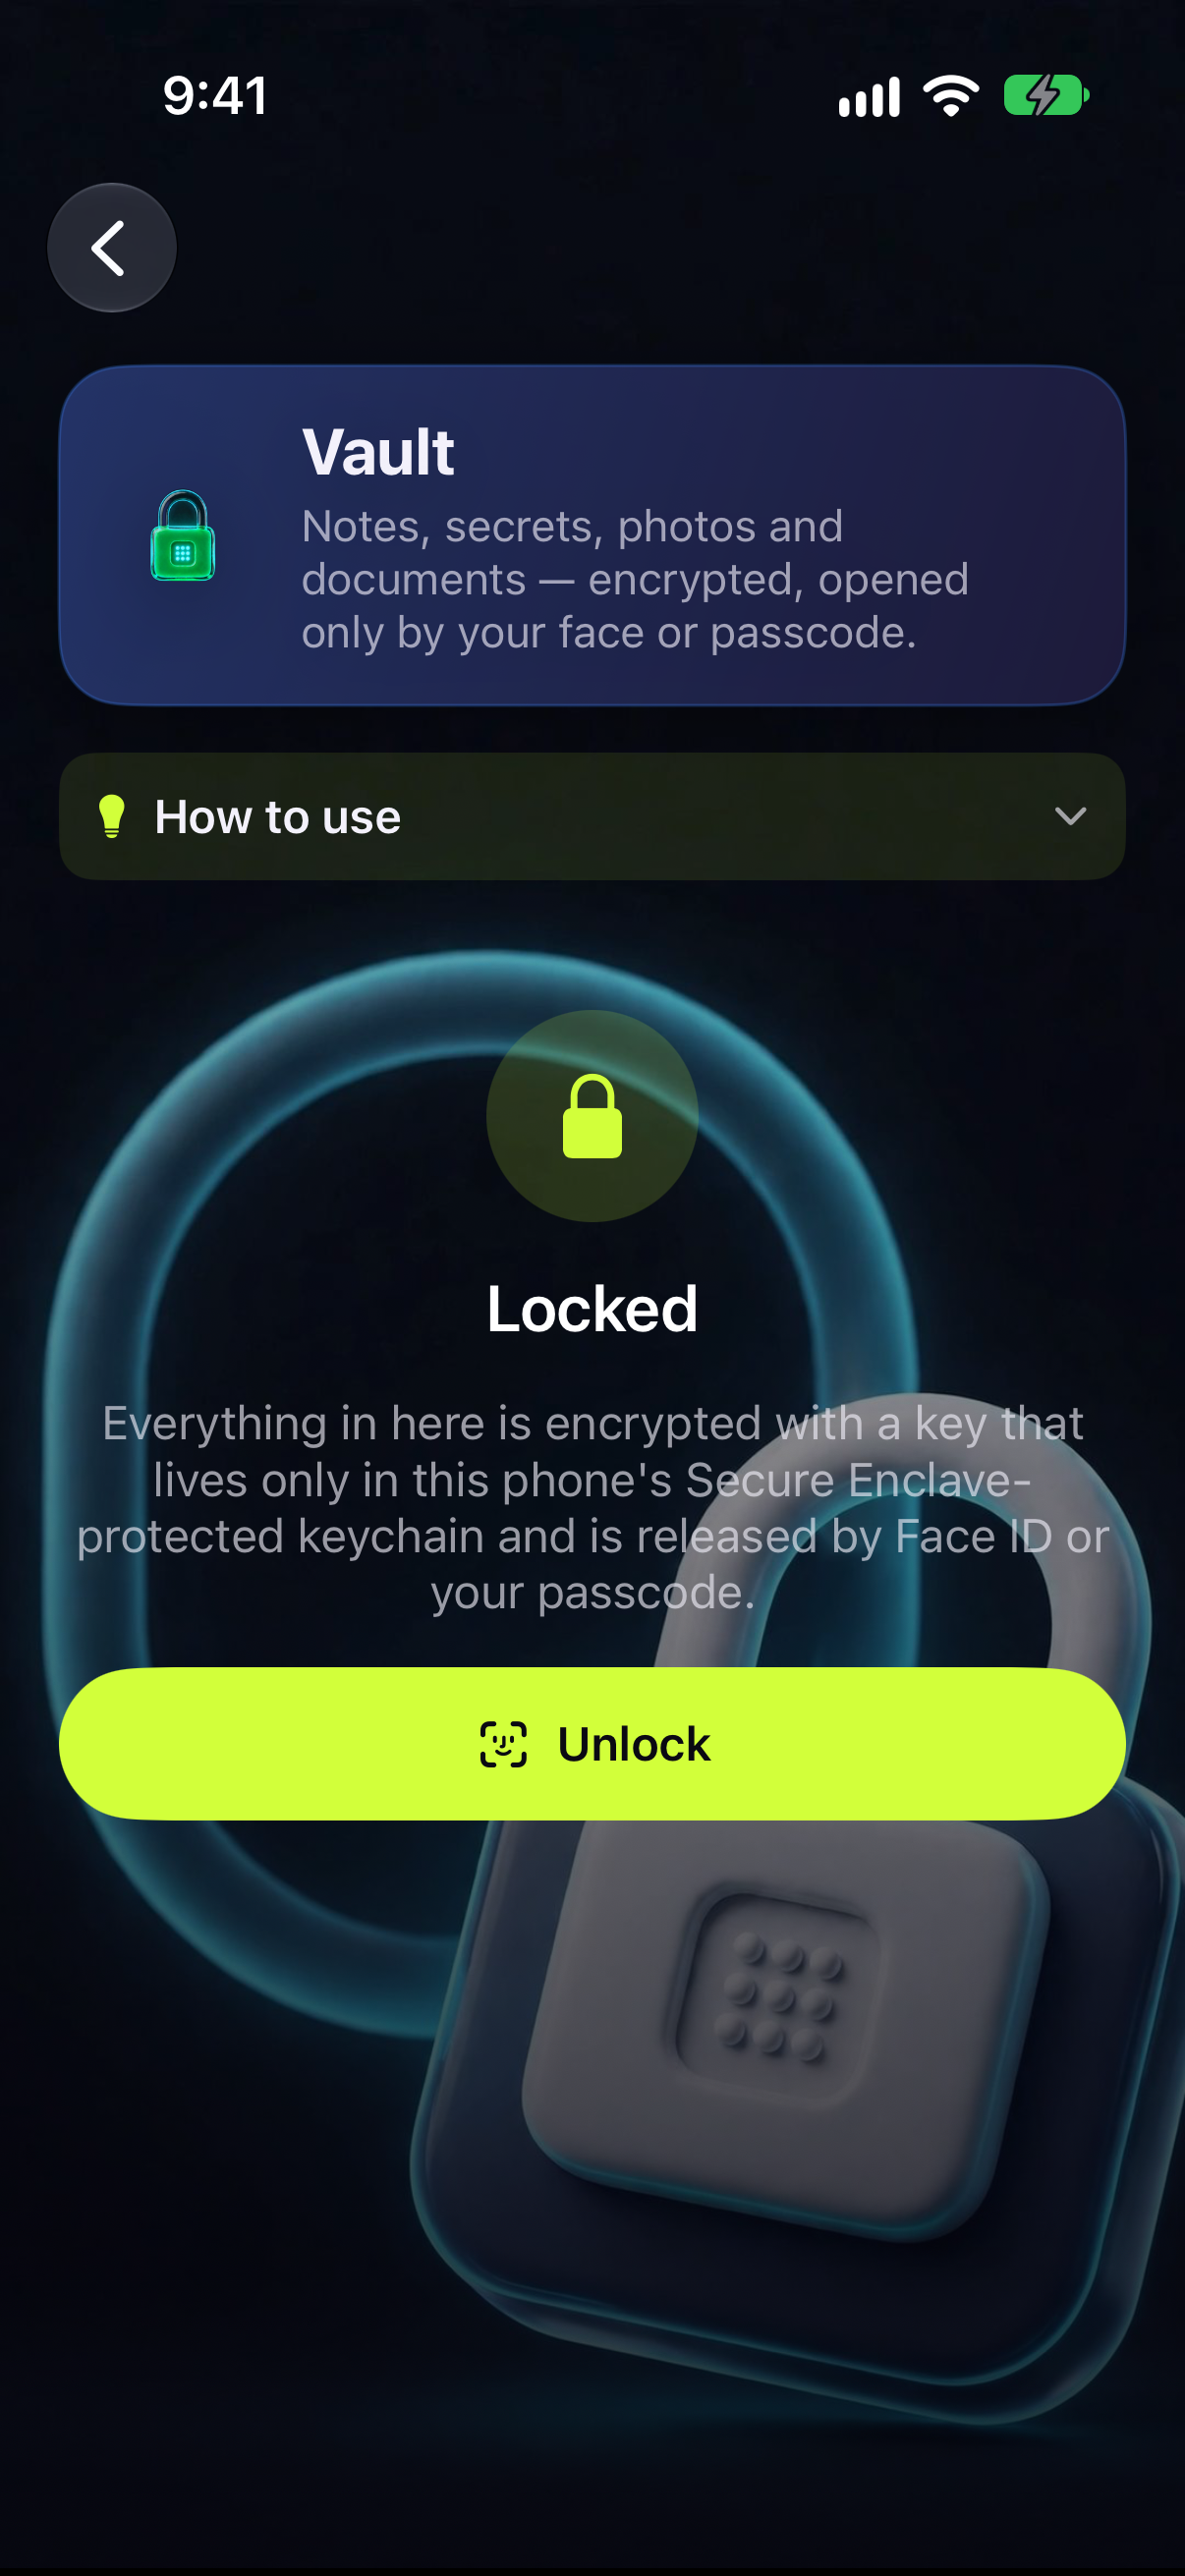 9:41
Vault
Notes, secrets, photos and
documents — encrypted, opened
only by your face or passcode.
How to use
Locked
Everything in here is encrypted with a key that
lives only in this phone's Secure Enclave-
protected keychain and is released by Face ID or
your passcode.
Unlock